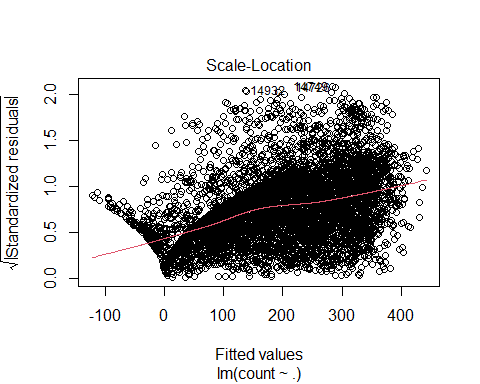 Scale-Location
√|Standardized residuals|
2.0
1.5
1.0
0.5
0.0
14932
-100 0 100 200 300 400
Fitted values
lm(count ~ .)